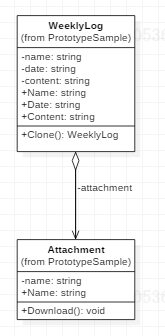 WeeklyLog
(from PrototypeSample)
-name: string
-date: string
-content: string
+Name: string
+Date: string
+Content: string
+Clone(): WeeklyLog
-attachment
Attachment
(from PrototypeSample)
-name: string
+Name: string
+Download(): void